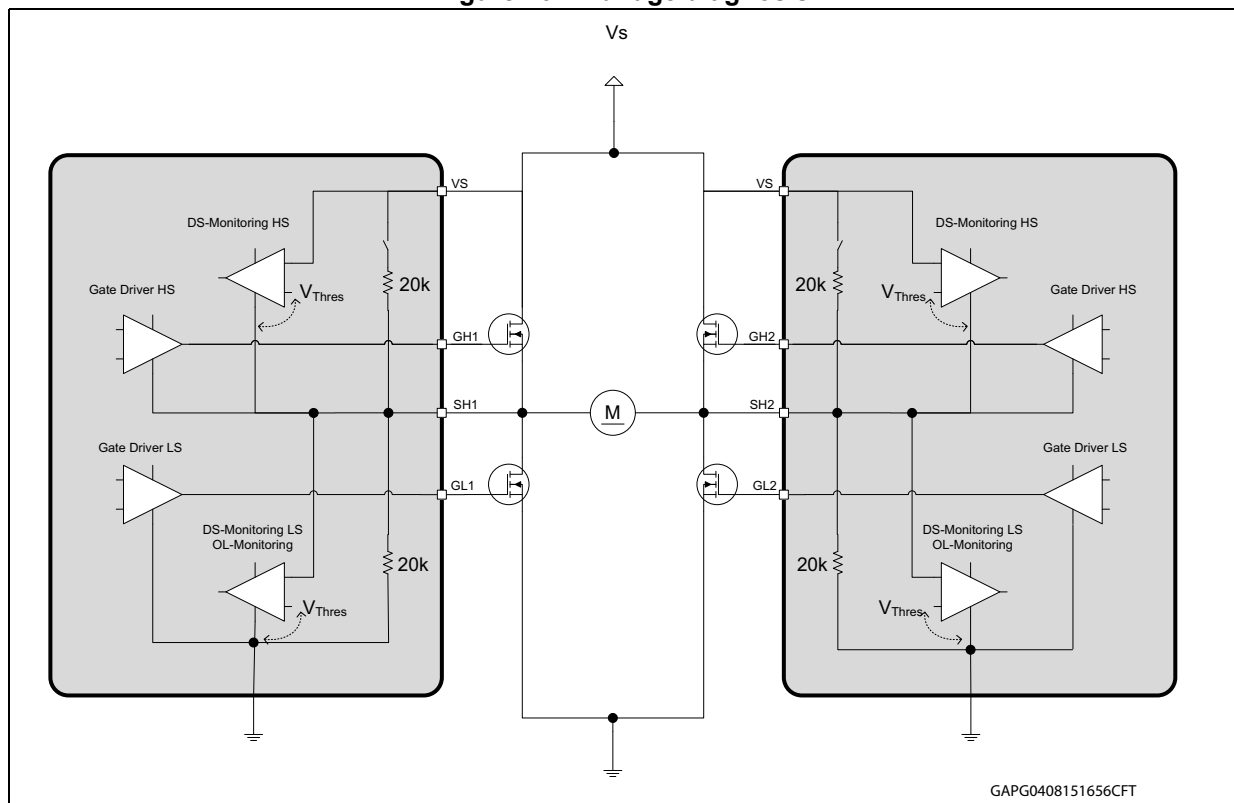 Vs
VS
DS-Monitoring HS
20k
VThres
Gate Driver HS
GH1
SH1
Gate Driver LS
GL1
DS-Monitoring LS
OL-Monitoring
20k
VThres
M
VS
DS-Monitoring HS
20k
VThres
Gate Driver HS
GH2
SH2
Gate Driver LS
GL2
DS-Monitoring LS
OL-Monitoring
20k
VThres
GAPG0408151656CFT